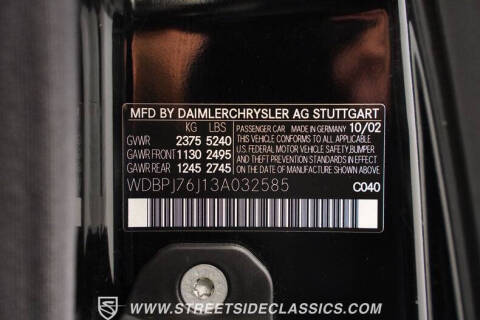 MFD BY DAIMLERCHRYSLER AG STUTTGART
KG LBS PASSENGER CAR MADE IN GERMANY 10/02
GVWR 2375 5240 THIS VEHICLE CONFORMS TO ALL APPLICABLE
GAWR FRONT 1130 2495 U.S. FEDERAL MOTOR VEHICLE SAFETY, BUMPER
GAWR REAR 1245 2745 AND THEFT PREVENTION STANDARDS IN EFFECT
ON THE DATE OF MANUFACTURE SHOWN ABOVE
WDBPJ76J13A032585 C040
WWW.STREETSIDECLASSICS.COM